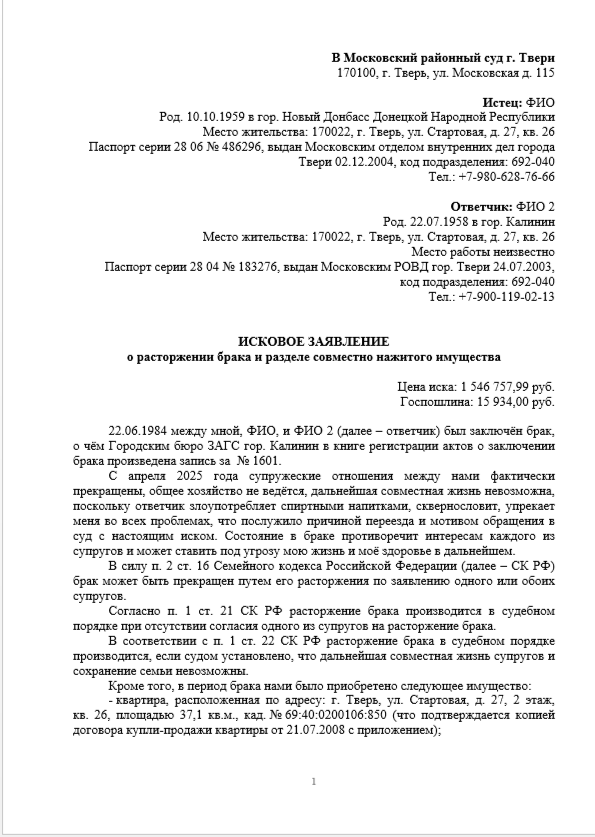 В Московский районный суд г. Твери
170100, г. Тверь, ул. Московская д. 115
Истец: ФИО
Род. 10.10.1959 в гор. Новый Донбасс Донецкой Народной Республики
Место жительства: 170022, г. Тверь, ул. Стартовая, д. 27, кв. 26
Паспорт серии 28 06 № 486296, выдан Московским отделом внутренних дел города
Твери 02.12.2004, код подразделения: 692-040
Тел.: +7-980-628-76-66
Ответчик: ФИО 2
Род. 22.07.1958 в гор. Калинин
Место жительства: 170022, г. Тверь, ул. Стартовая, д. 27, кв. 26
Место работы неизвестно
Паспорт серии 28 04 № 183276, выдан Московским РОВД гор. Твери 24.07.2003,
код подразделения: 692-040
Тел.: +7-900-119-02-13
ИСКОВОЕ ЗАЯВЛЕНИЕ
о расторжении брака и разделе совместно нажитого имущества
Цена иска: 1 546 757,99 руб.
Госпошлина: 15 934,00 руб.
22.06.1984 между мной, ФИО, и ФИО 2 (далее – ответчик) был заключён брак,
о чём Городским бюро ЗАГС гор. Калинин в книге регистрации актов о заключении
брака произведена запись за № 1601.
С апреля 2025 года супружеские отношения между нами фактически
прекращены, общее хозяйство не ведётся, дальнейшая совместная жизнь невозможна,
поскольку ответчик злоупотребляет спиртными напитками, сквернословит, упрекает
меня во всех проблемах, что послужило причиной переезда и мотивом обращения в
суд с настоящим иском. Состояние в браке противоречит интересам каждого из
супругов и может ставить под угрозу мою жизнь и моё здоровье в дальнейшем.
В силу п. 2 ст. 16 Семейного кодекса Российской Федерации (далее – СК РФ)
брак может быть прекращен путем его расторжения по заявлению одного или обоих
супругов.
Согласно п. 1 ст. 21 СК РФ расторжение брака производится в судебном
порядке при отсутствии согласия одного из супругов на расторжение брака.
В соответствии с п. 1 ст. 22 СК РФ расторжение брака в судебном порядке
производится, если судом установлено, что дальнейшая совместная жизнь супругов и
сохранение семьи невозможны.
Кроме того, в период брака нами было приобретено следующее имущество:
- квартира, расположенная по адресу: г. Тверь, ул. Стартовая, д. 27, 2 этаж,
кв. 26, площадью 37,1 кв.м., кад. № 69:40:0200106:850 (что подтверждается копией
договора купли-продажи квартиры от 21.07.2008 с приложением);
1